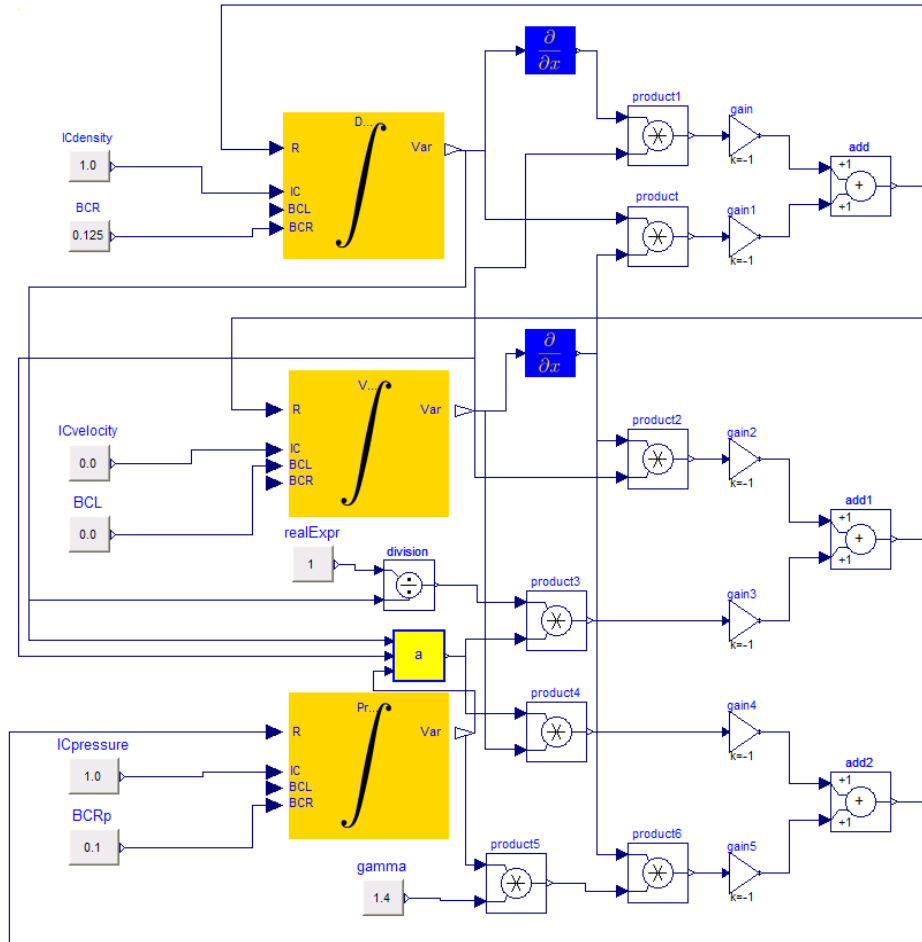 ∂
∂x
product1
gain
ICdensity
D...
add
1.0
R
Var
+1
k=-1
+
IC
BCR
BCL
product
gain1
+1
0.125
BCR
k=-1
∂
∂x
V...
product2
gain2
R
Var
ICvelocity
IC
0.0
BCL
BCR
k=-1
add1
BCL
+1
0.0
realExpr
+
division
+1
1
÷
product3
gain3
a
k=-1
Pr...
product4
gain4
R
Var
ICpressure
add2
IC
k=-1
1.0
BCL
+1
BCRp
BCR
+
0.1
+1
product5
product6
gain5
gamma
1.4
k=-1